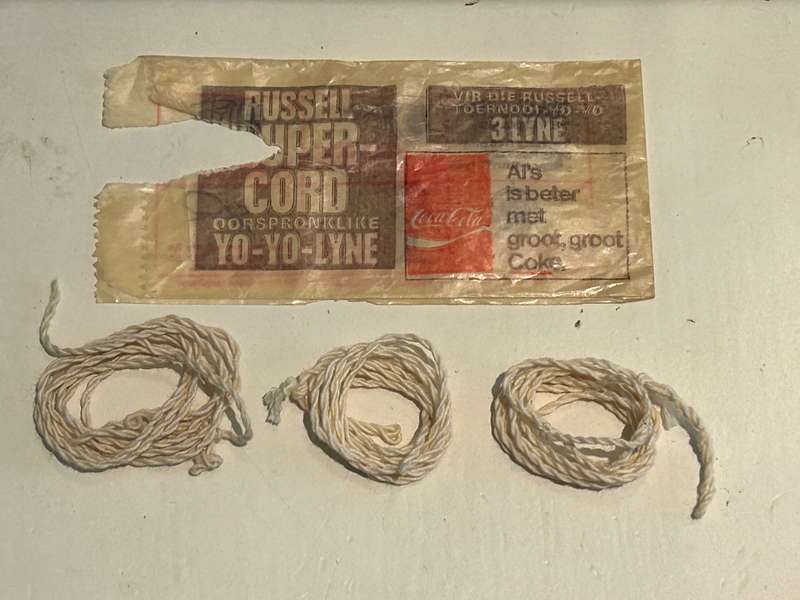 RUSSELL
SUPER-
CORD
OORSPRONKLIKE
YO-YO-LYNE
VIR DIE RUSSELL
TOERNOOI-YO-YO
3 LYNE
Coca-Cola
Al's
is beter
met
groot, groot
Coke.